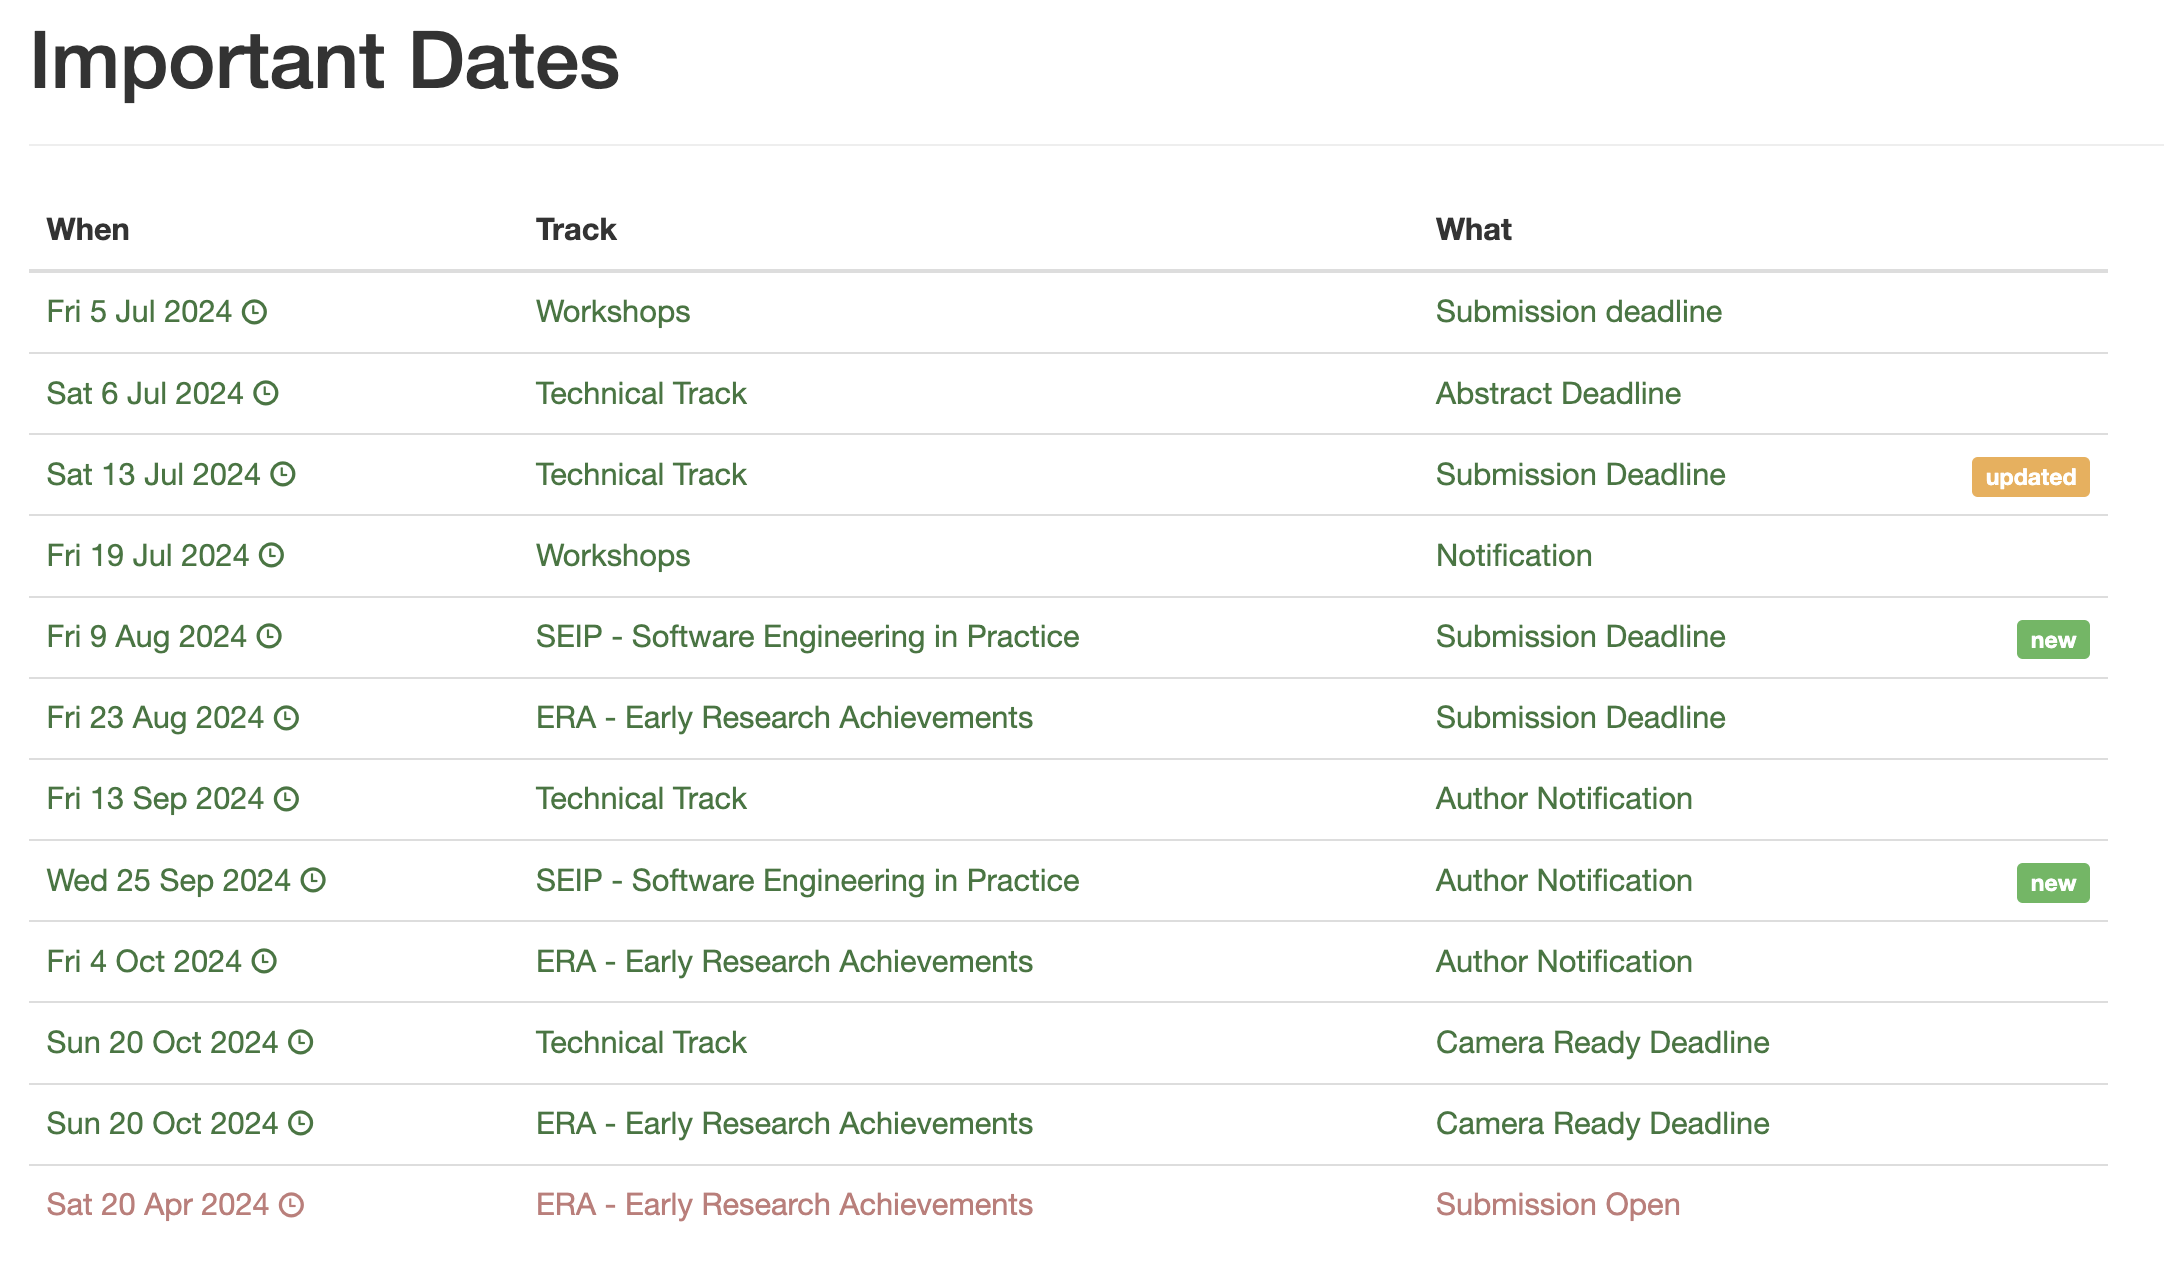 Important Dates
When Track What
Fri 5 Jul 2024 Workshops Submission deadline
Sat 6 Jul 2024 Technical Track Abstract Deadline
Sat 13 Jul 2024 Technical Track Submission Deadline updated
Fri 19 Jul 2024 Workshops Notification
Fri 9 Aug 2024 SEIP - Software Engineering in Practice Submission Deadline new
Fri 23 Aug 2024 ERA - Early Research Achievements Submission Deadline
Fri 13 Sep 2024 Technical Track Author Notification
Wed 25 Sep 2024 SEIP - Software Engineering in Practice Author Notification new
Fri 4 Oct 2024 ERA - Early Research Achievements Author Notification
Sun 20 Oct 2024 Technical Track Camera Ready Deadline
Sun 20 Oct 2024 ERA - Early Research Achievements Camera Ready Deadline
Sat 20 Apr 2024 ERA - Early Research Achievements Submission Open